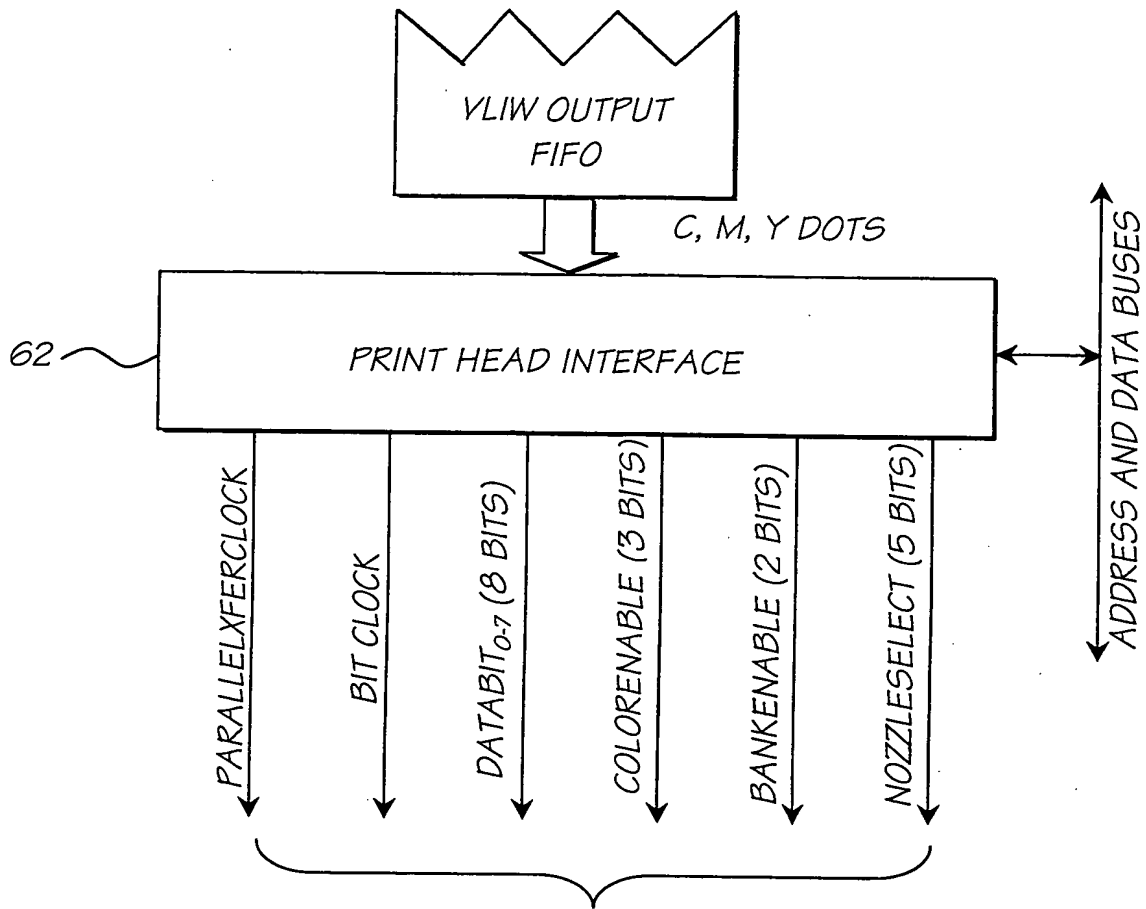 VLIW OUTPUT
FIFO
C, M, Y DOTS
62
PRINT HEAD INTERFACE
ADDRESS AND DATA BUSES
PARALLELXFERCLOCK
BIT CLOCK
DATABIT0-7 (8 BITS)
COLORENABLE (3 BITS)
BANKENABLE (2 BITS)
NOZZLESELECT (5 BITS)